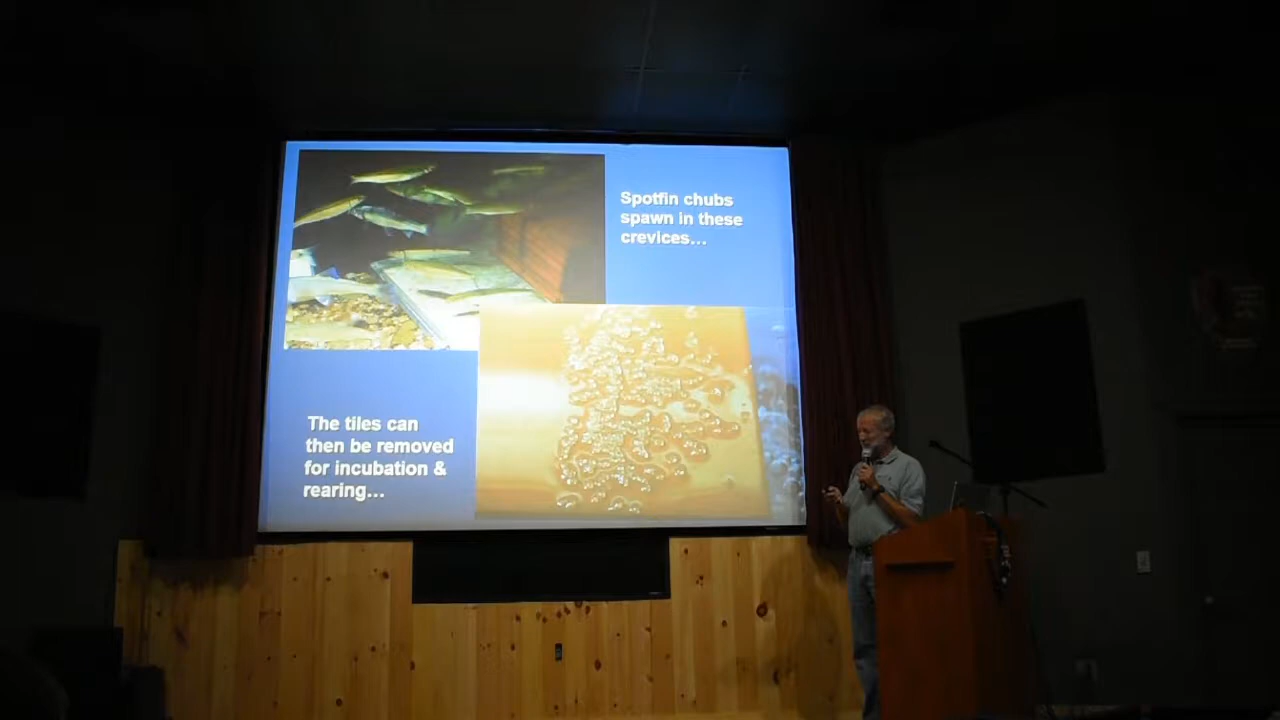 Spotfin chubs
spawn in these
crevices...
The tiles can
then be removed
for incubation &
rearing...